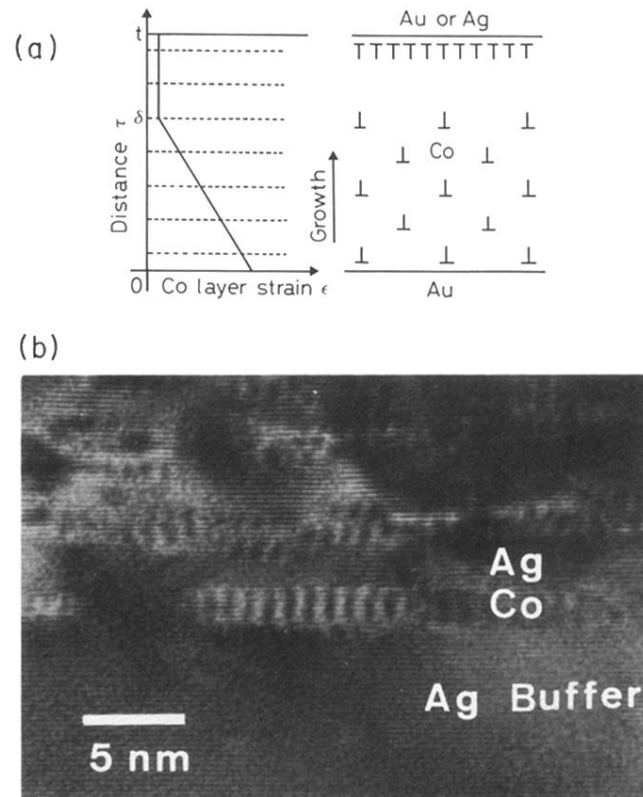 (a)
t
Distance τ
δ
0
Co layer strain ϵ
Growth
Au or Ag
Co
Au
(b)
Ag
Co
Ag Buffer
5 nm